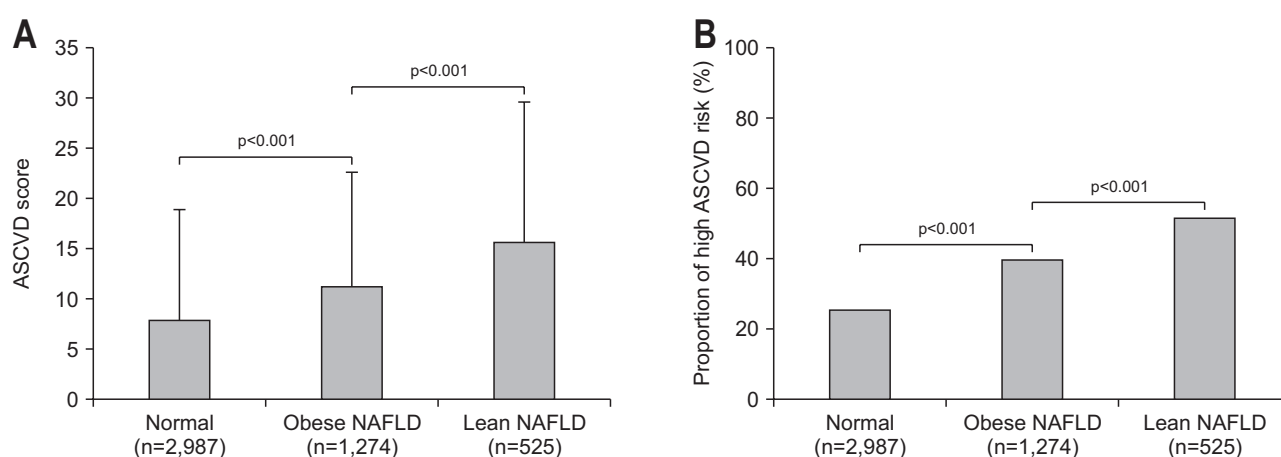 A
ASCVD score
35
30
25
20
15
10
5
0
p<0.001
p<0.001
Normal
(n=2,987)
Obese NAFLD
(n=1,274)
Lean NAFLD
(n=525)
B
Proportion of high ASCVD risk (%)
100
80
60
40
20
0
p<0.001
p<0.001
Normal
(n=2,987)
Obese NAFLD
(n=1,274)
Lean NAFLD
(n=525)